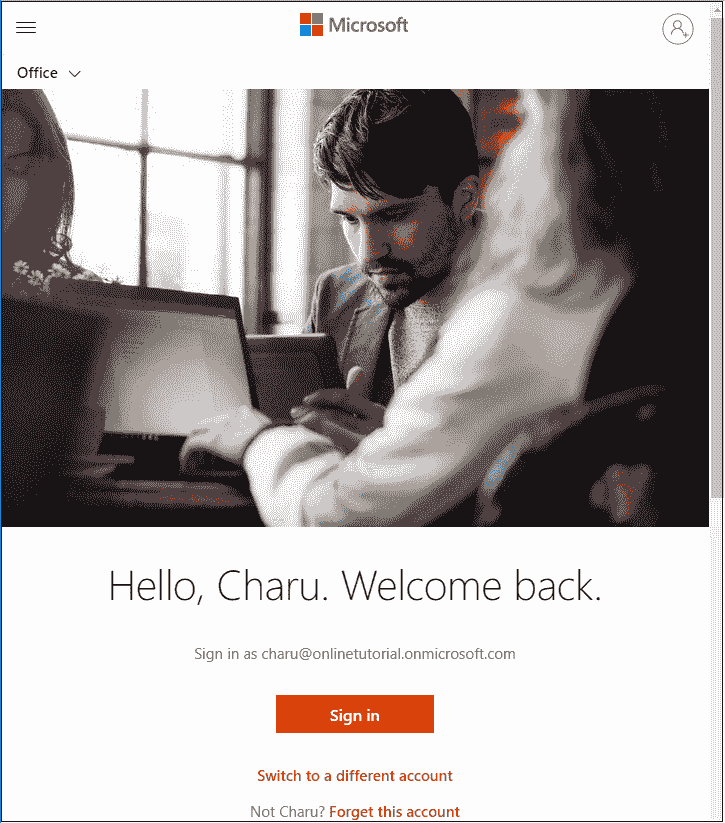 Microsoft
Office
Hello, Charu. Welcome back.
Sign in as charu@onlinetutorial.onmicrosoft.com
Sign in
Switch to a different account
Not Charu? Forget this account